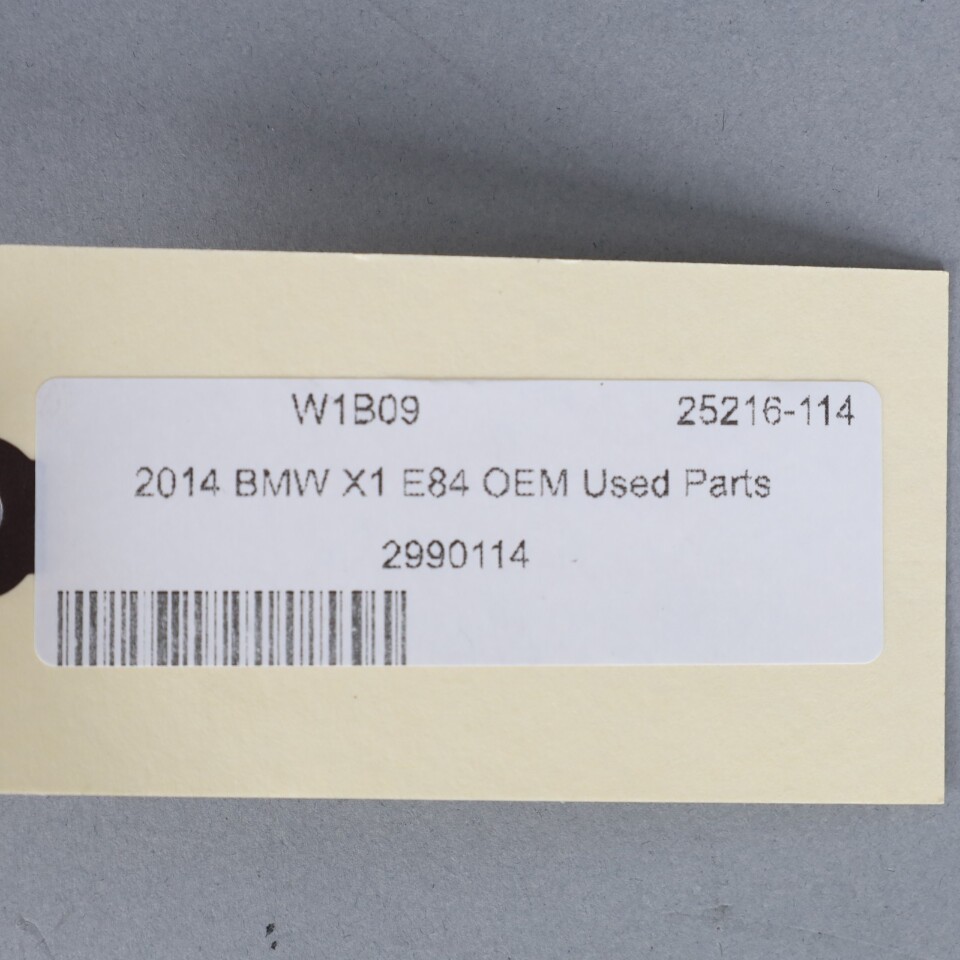 W1B09 25216-114
2014 BMW X1 E84 OEM Used Parts
2990114